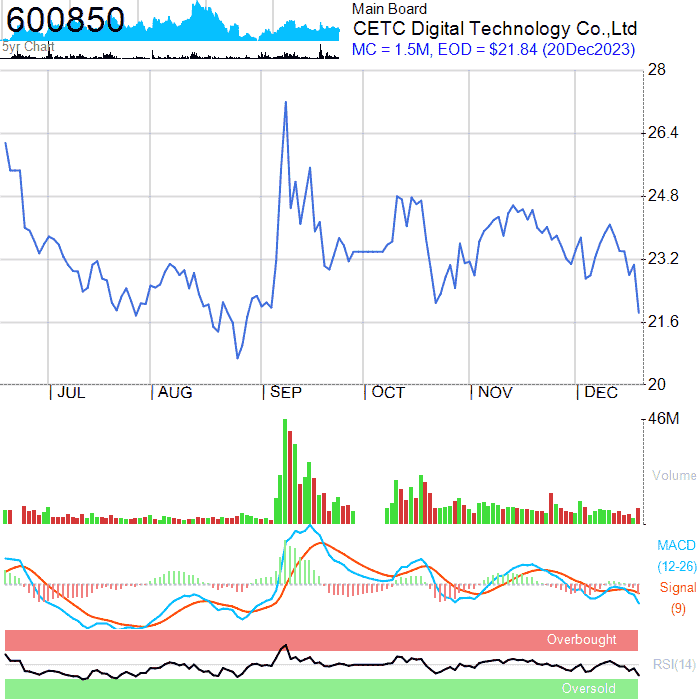 600850
5yr Chart
Main Board
CETC Digital Technology Co.,Ltd
MC = 1.5M, EOD = $21.84 (20Dec2023)
28
26.4
24.8
23.2
21.6
20
JUL AUG SEP OCT NOV DEC
46M
Volume
MACD
(12-26)
Signal
(9)
Overbought
RSI(14)
Oversold